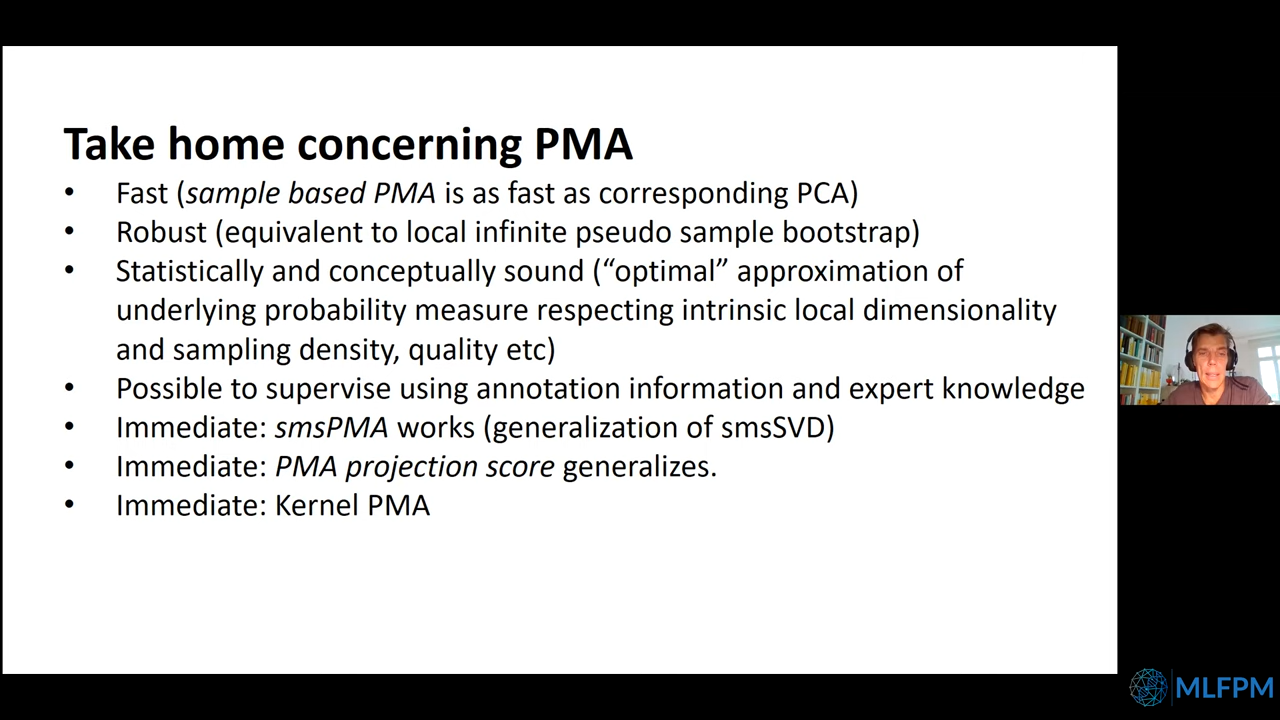 Take home concerning PMA
• Fast (sample based PMA is as fast as corresponding PCA)
• Robust (equivalent to local infinite pseudo sample bootstrap)
• Statistically and conceptually sound (“optimal” approximation of
underlying probability measure respecting intrinsic local dimensionality
and sampling density, quality etc)
• Possible to supervise using annotation information and expert knowledge
• Immediate: smsPMA works (generalization of smsSVD)
• Immediate: PMA projection score generalizes.
• Immediate: Kernel PMA
MLFPM